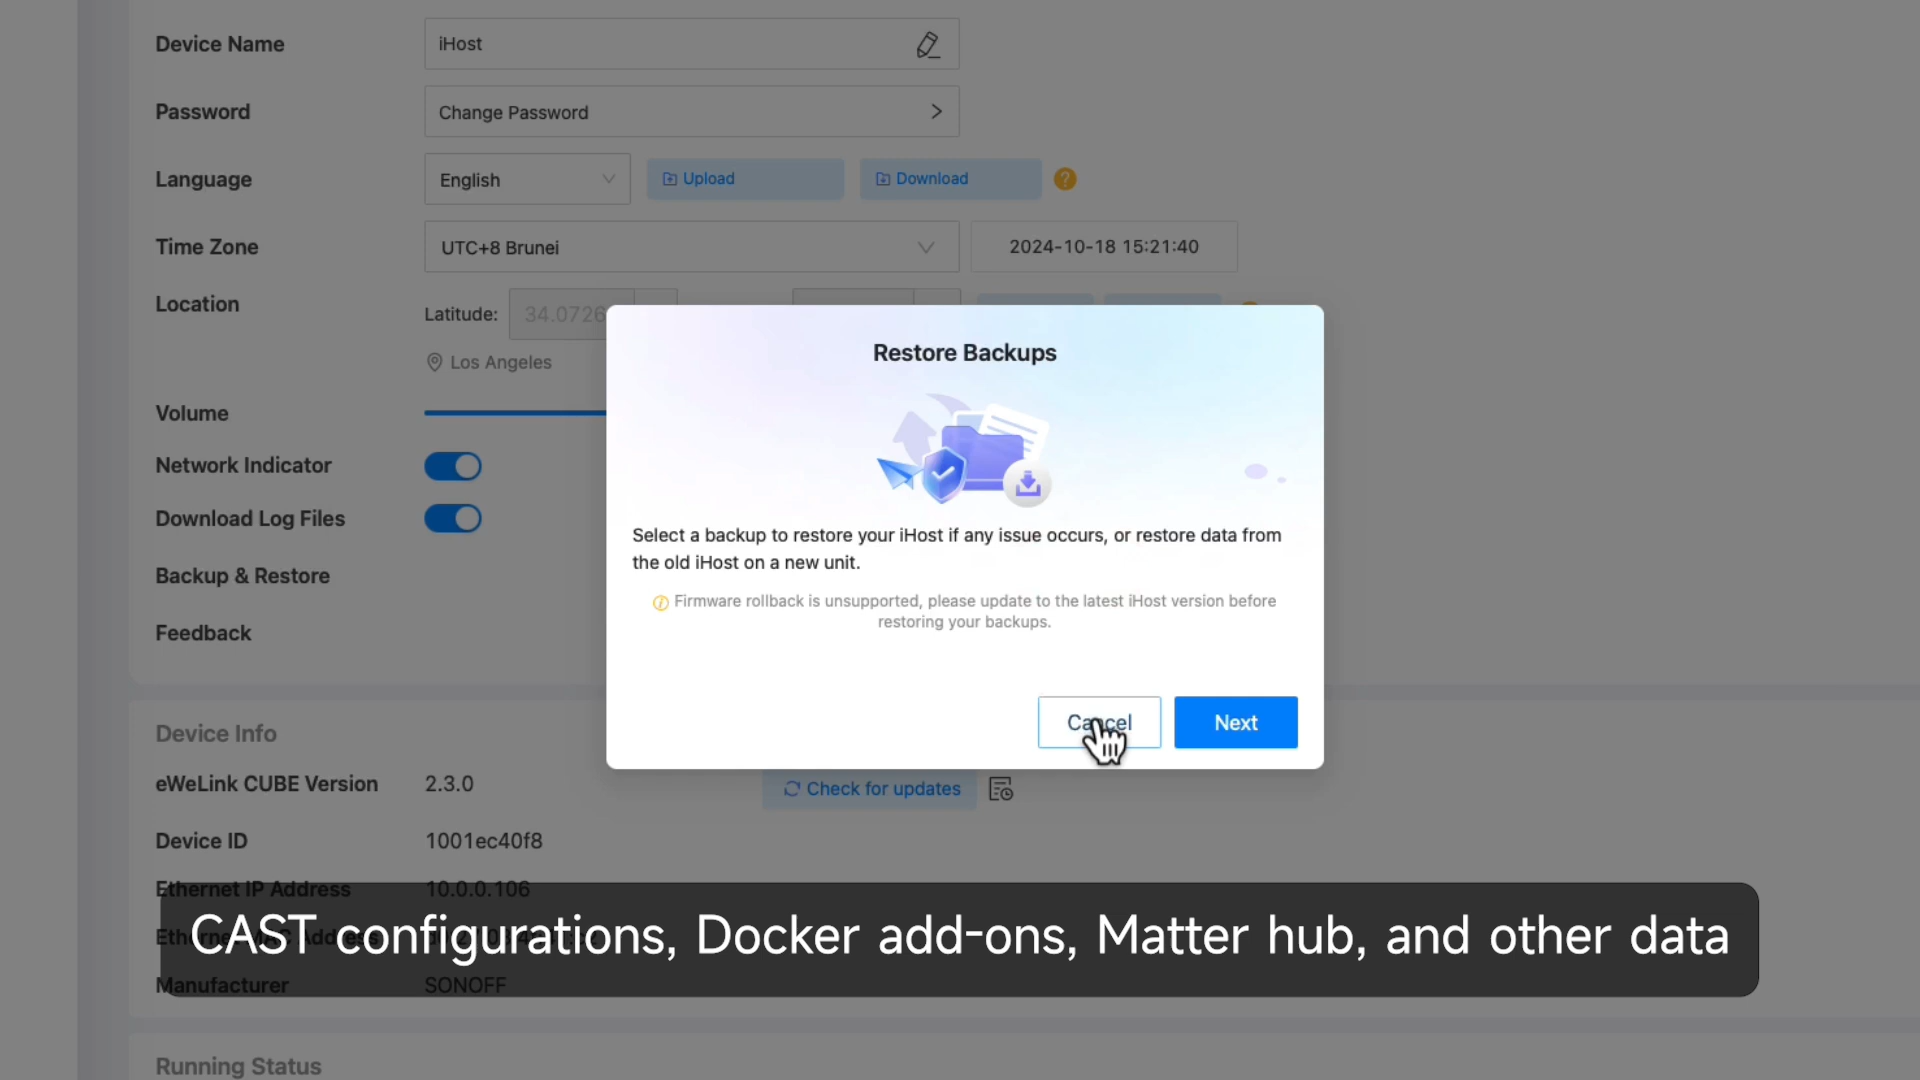 Device Name
iHost
Password
Change Password
Language
English
Upload
Download
?
Time Zone
UTC+8 Brunei
2024-10-18 15:21:40
Location
Latitude:
34.0726
Los Angeles
Volume
Network Indicator
Download Log Files
Backup & Restore
Feedback
Restore Backups
Select a backup to restore your iHost if any issue occurs, or restore data from
the old iHost on a new unit.
Firmware rollback is unsupported, please update to the latest iHost version before
restoring your backups.
Cancel
Next
Device Info
eWeLink CUBE Version
2.3.0
Check for updates
Device ID
1001ec40f8
Ethernet IP Address
10.0.0.106
Ethernet MAC Address
CAST configurations, Docker add-ons, Matter hub, and other data
Manufacturer
SONOFF
Running Status